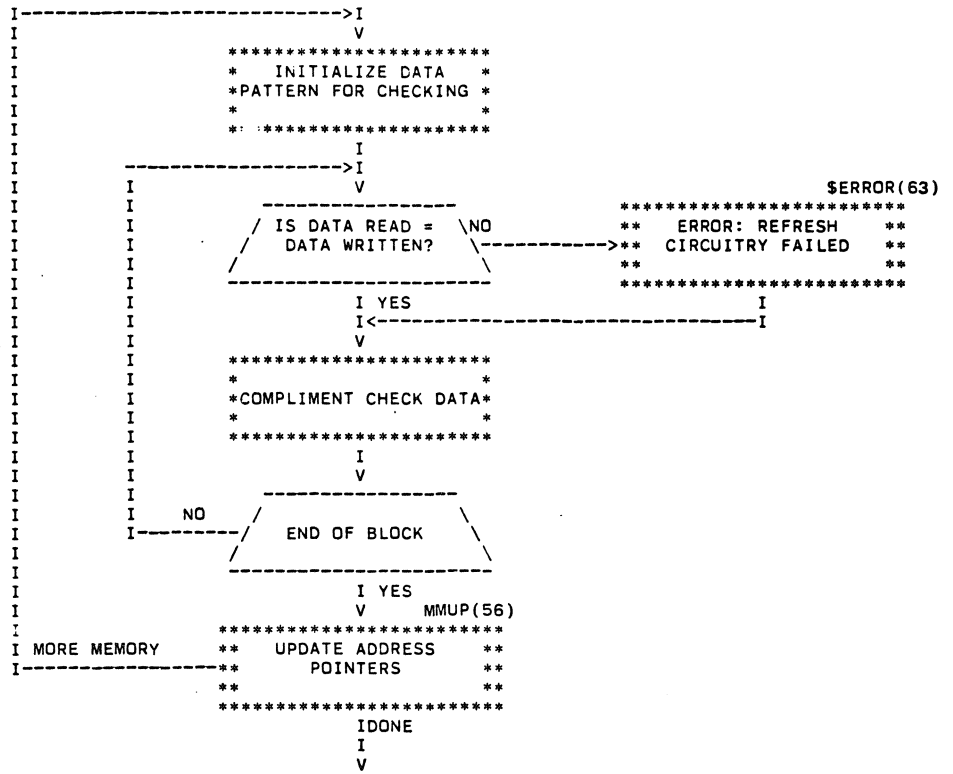 INITIALIZE DATA
PATTERN FOR CHECKING
$ERROR(63)
IS DATA READ = NO ERROR: REFRESH
DATA WRITTEN? CIRCUITRY FAILED
YES
COMPLIMENT CHECK DATA
NO
END OF BLOCK
YES
MMUP(56)
MORE MEMORY UPDATE ADDRESS
POINTERS
DONE